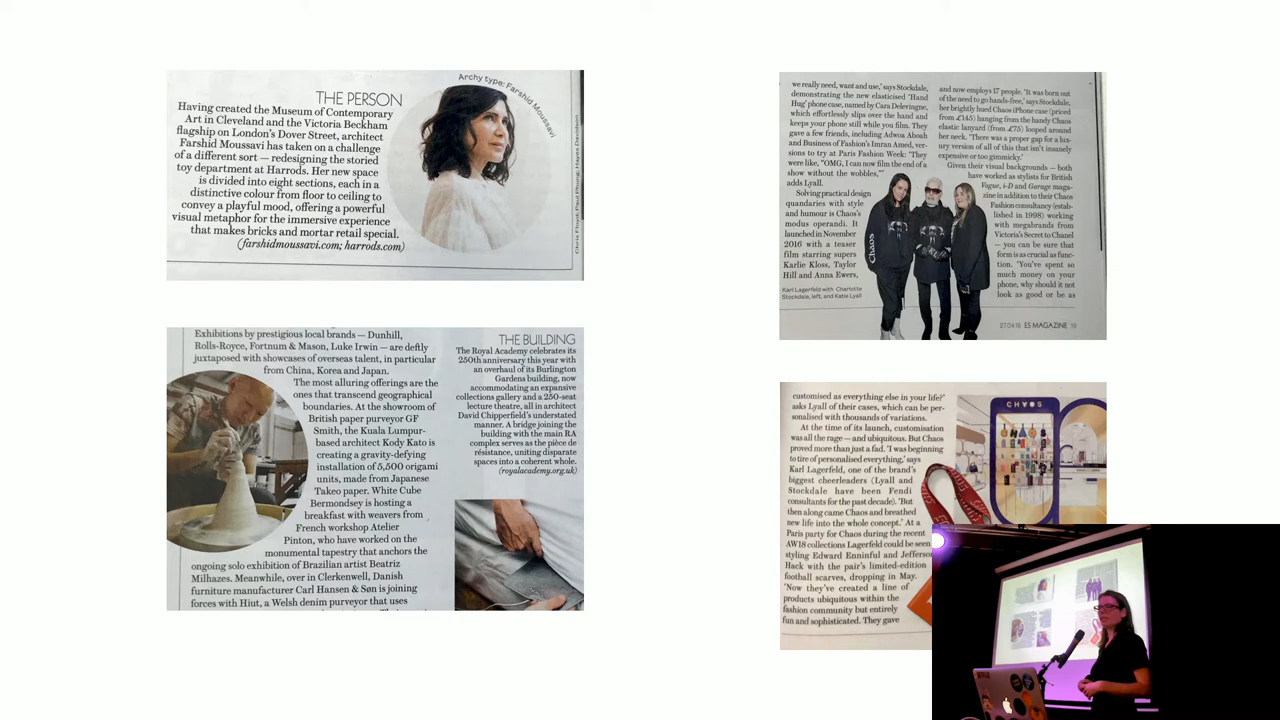 Archy type: Farshid Moussavi
THE PERSON
Having created the Museum of Contemporary
Art in Cleveland and the Victoria Beckham
flagship on London's Dover Street, architect
Farshid Moussavi has taken on a challenge
of a different sort — redesigning the storied
toy department at Harrods. Her new space
is divided into eight sections, each in a
distinctive colour from floor to ceiling to
convey a playful mood, offering a powerful
visual metaphor for the immersive experience
that makes bricks and mortar retail special.
(farshidmoussavi.com; harrods.com)
Chris Floyd; Paul Phung; Hayes Davidson
Exhibitions by prestigious local brands — Dunhill,
Rolls-Royce, Fortnum & Mason, Luke Irwin — are deftly
juxtaposed with showcases of overseas talent, in particular
from China, Korea and Japan.
The most alluring offerings are the
ones that transcend geographical
boundaries. At the showroom of
British paper purveyor GF
Smith, the Kuala Lumpur-
based architect Kody Kato is
creating a gravity-defying
installation of 5,500 origami
units, made from Japanese
Takeo paper. White Cube
Bermondsey is hosting a
breakfast with weavers from
French workshop Atelier
Pinton, who have worked on the
monumental tapestry that anchors the
ongoing solo exhibition of Brazilian artist Beatriz
Milhazes. Meanwhile, over in Clerkenwell, Danish
furniture manufacturer Carl Hansen & Søn is joining
forces with Hiut, a Welsh denim purveyor that uses
THE BUILDING
The Royal Academy celebrates its
250th anniversary this year with
an overhaul of its Burlington
Gardens building, now
accommodating an expansive
collections gallery and a 250-seat
lecture theatre, all in architect
David Chipperfield's understated
manner. A bridge joining the
building with the main RA
complex serves as the pièce de
résistance, uniting disparate
spaces into a coherent whole.
(royalacademy.org.uk)
we really need, want and use,' says Stockdale,
demonstrating the new elasticised 'Hand
Hug' phone case, named by Cara Delevingne,
which effortlessly slips over the hand and
keeps your phone still while you film. They
gave a few friends, including Adwoa Aboah
and Business of Fashion's Imran Amed, ver-
sions to try at Paris Fashion Week: 'They
were like, "OMG, I can now film the end of a
show without the wobbles,"'
adds Lyall.
Solving practical design
quandaries with style
and humour is Chaos's
modus operandi. It
launched in November
2016 with a teaser
film starring supers
Karlie Kloss, Taylor
Hill and Anna Ewers,
Karl Lagerfeld with Charlotte
Stockdale, left, and Katie Lyall
Chaos
and now employs 17 people. 'It was born out
of the need to go hands-free,' says Stockdale,
her brightly hued Chaos iPhone case (priced
from £145) hanging from the handy Chaos
elastic lanyard (from £75) looped around
her neck. 'There was a proper gap for a luxu-
ry version of all of this that isn't insanely
expensive or too gimmicky.'
Given their visual backgrounds — both
have worked as stylists for British
Vogue, i-D and Garage maga-
zine in addition to their Chaos
Fashion consultancy (estab-
lished in 1998) working
with megabrands from
Victoria's Secret to Chanel
— you can be sure that
form is as crucial as func-
tion. 'You've spent so
much money on your
phone, why should it not
look as good or be as
27.04.18 ES MAGAZINE 19
customised as everything else in your life?'
asks Lyall of their cases, which can be per-
sonalised with thousands of variations.
At the time of its launch, customisation
was all the rage — and ubiquitous. But Chaos
proved more than just a fad. 'I was beginning
to tire of personalised everything,' says
Karl Lagerfeld, one of the brand's
biggest cheerleaders (Lyall and
Stockdale have been Fendi
consultants for the past decade). 'But
then along came Chaos and breathed
new life into the whole concept.' At a
Paris party for Chaos during the recent
AW18 collections Lagerfeld could be seen
styling Edward Enninful and Jefferson
Hack with the pair's limited-edition
football scarves, dropping in May.
'Now they've created a line of
products ubiquitous within the
fashion community but entirely
fun and sophisticated. They gave
CHAOS